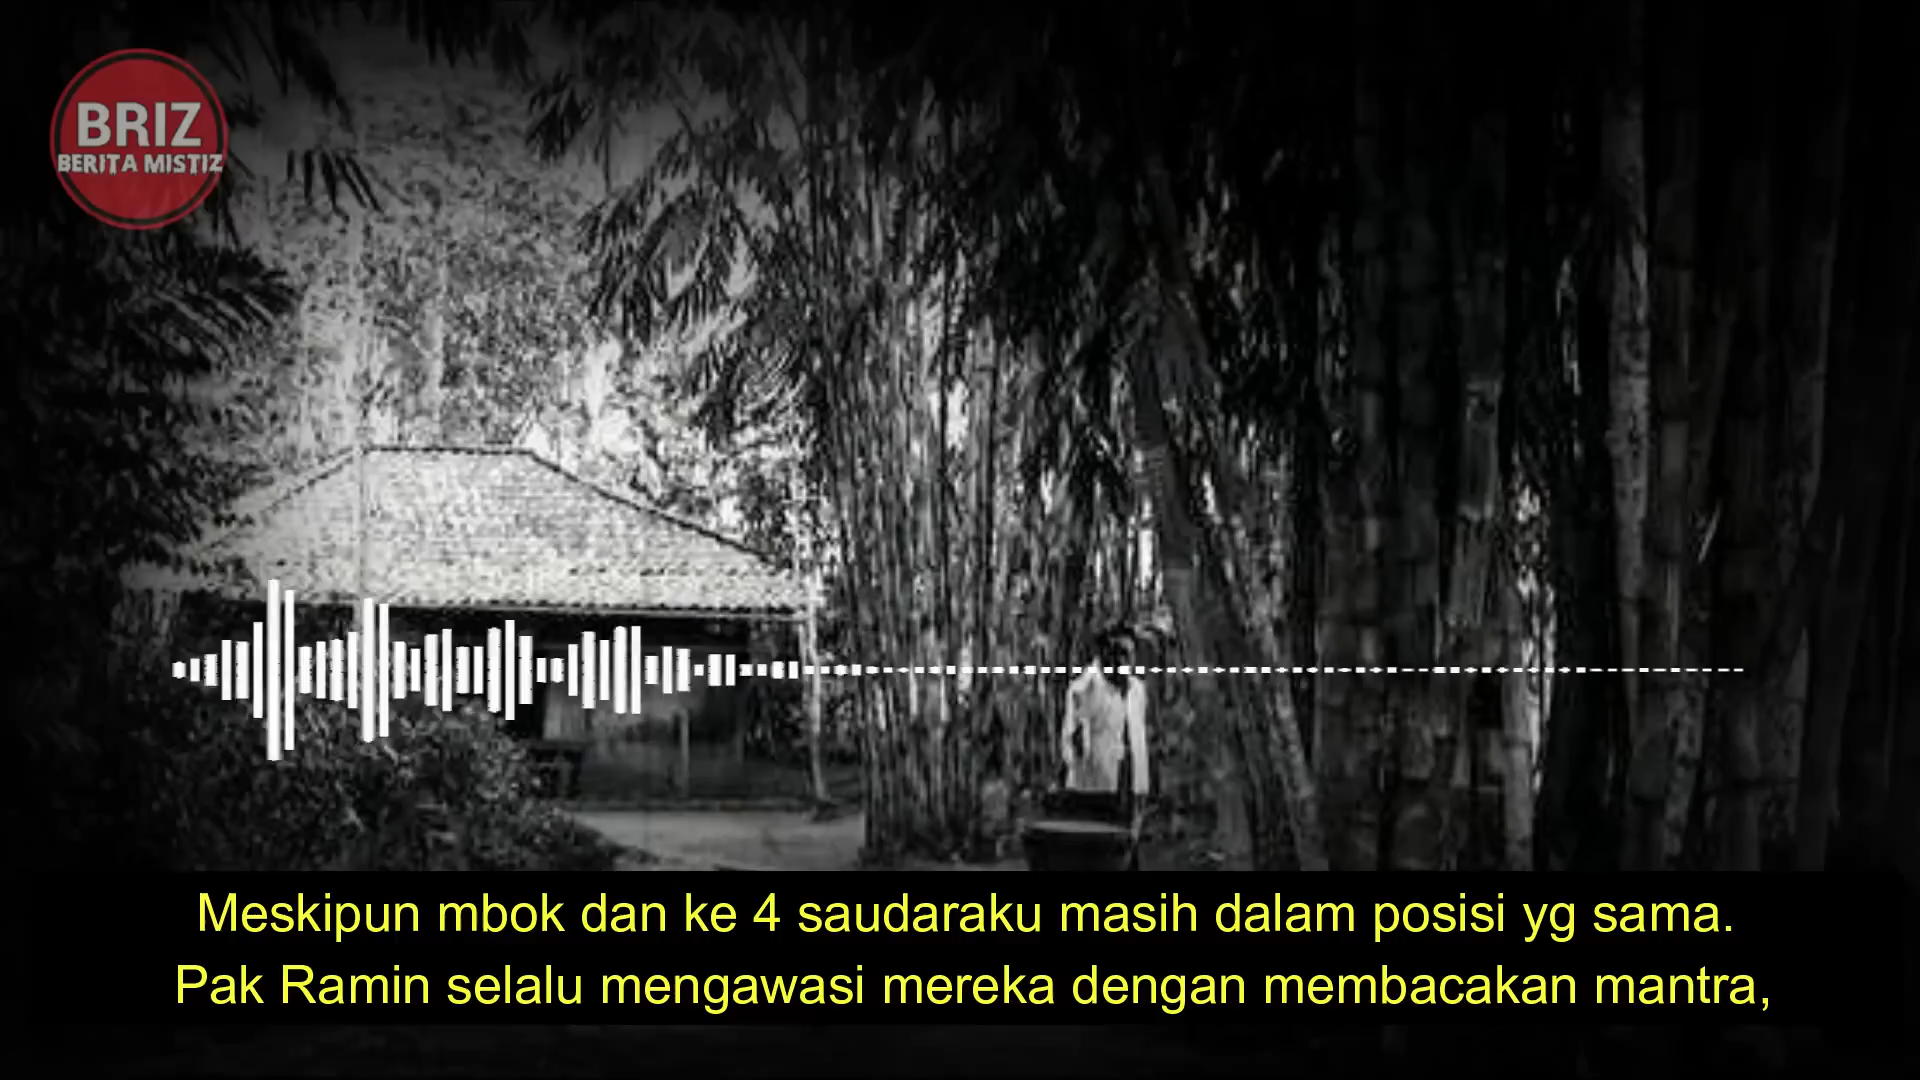 BRIZ
BERITA MISTIZ
Meskipun mbok dan ke 4 saudaraku masih dalam posisi yg sama.
Pak Ramin selalu mengawasi mereka dengan membacakan mantra,